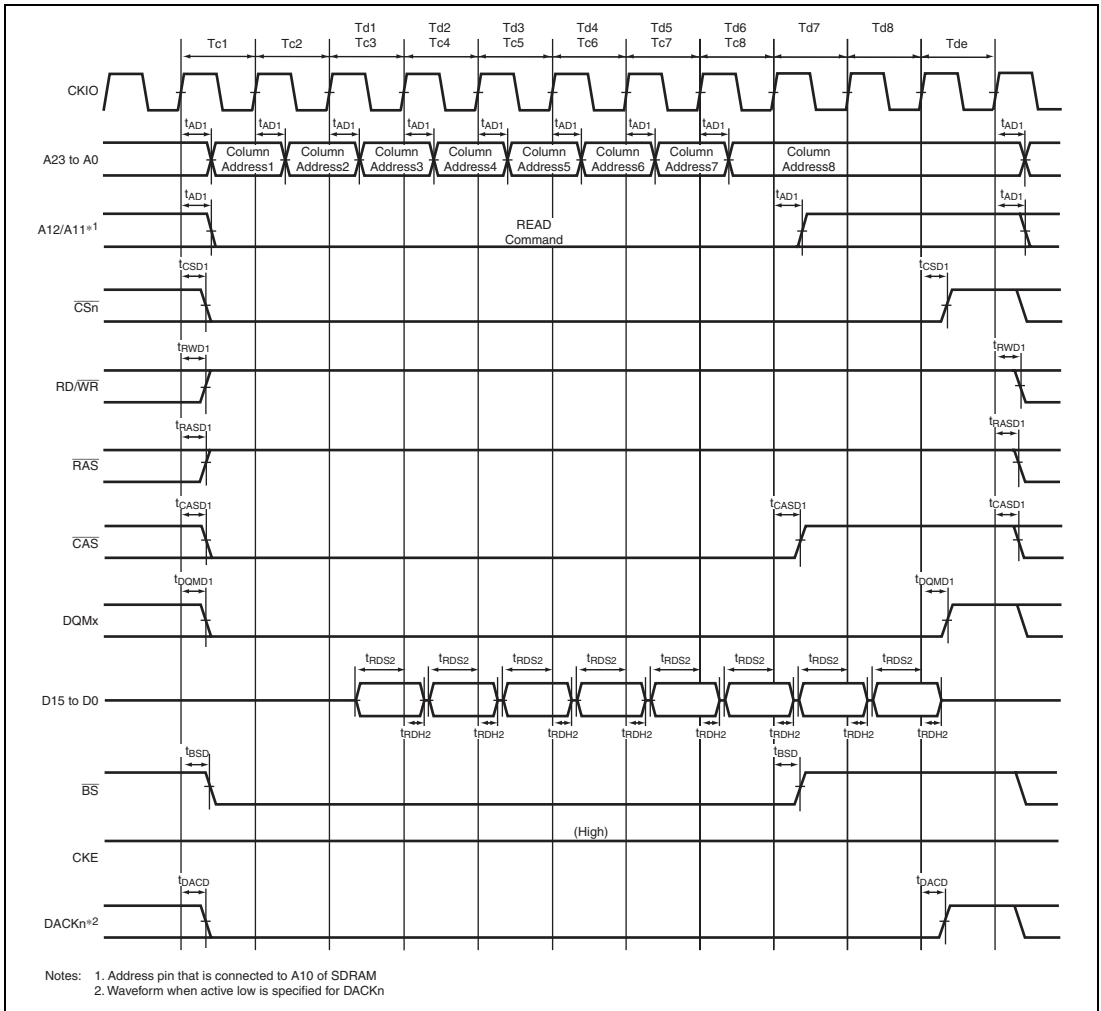 Td1 Td2 Td3 Td4 Td5 Td6 Td7 Td8
Tc1 Tc2 Tc3 Tc4 Tc5 Tc6 Tc7 Tc8 Tde
CKIO
tAD1 tAD1 tAD1 tAD1 tAD1 tAD1 tAD1 tAD1 tAD1
A23 to A0
Column Address1
Column Address2
Column Address3
Column Address4
Column Address5
Column Address6
Column Address7
Column Address8
tAD1 tAD1 tAD1
A12/A11*1
READ
Command
tCSD1 tCSD1
CSn
tRWD1 tRWD1
RD/WR
tRASD1 tRASD1
RAS
tCASD1 tCASD1 tCASD1
CAS
tDQMD1 tDQMD1
DQMx
tRDS2 tRDS2 tRDS2 tRDS2 tRDS2 tRDS2 tRDS2 tRDS2
D15 to D0
tRDH2 tRDH2 tRDH2 tRDH2 tRDH2 tRDH2 tRDH2 tRDH2
tBSD tBSD
BS
(High)
CKE
tDACD tDACD
DACKn*2
Notes: 1. Address pin that is connected to A10 of SDRAM
2. Waveform when active low is specified for DACKn